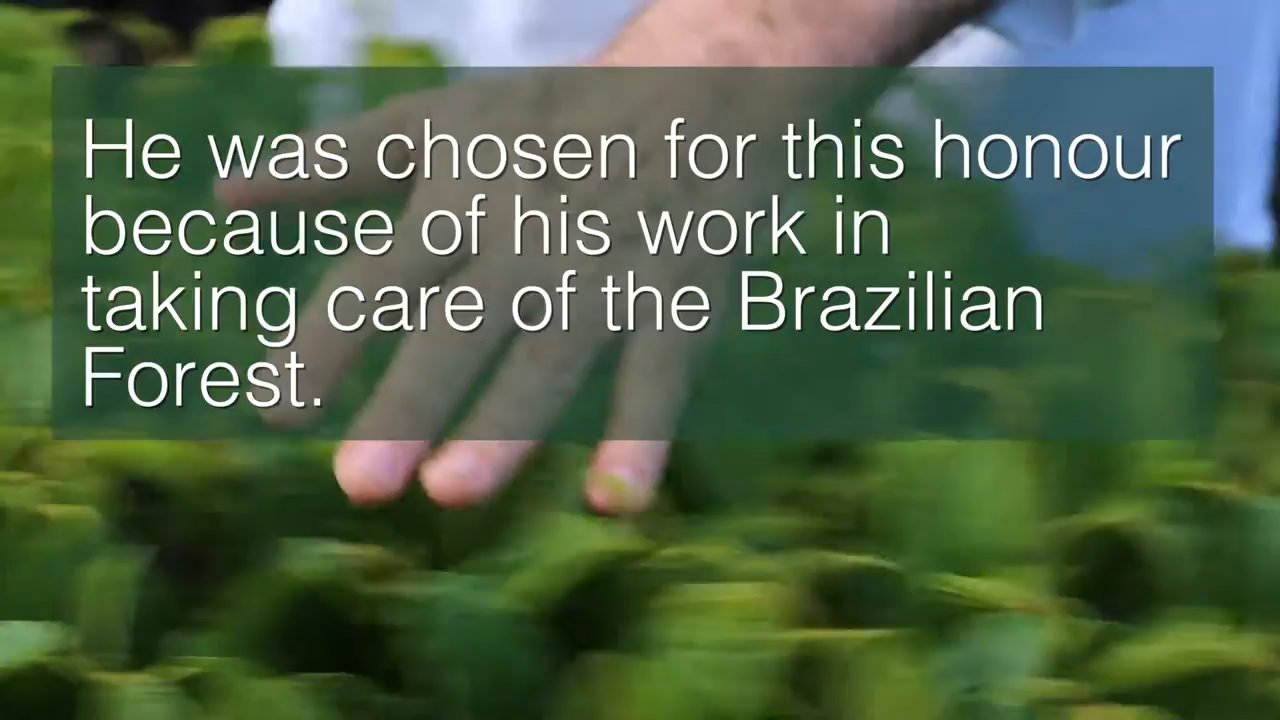 He was chosen for this honour
because of his work in
taking care of the Brazilian
Forest.